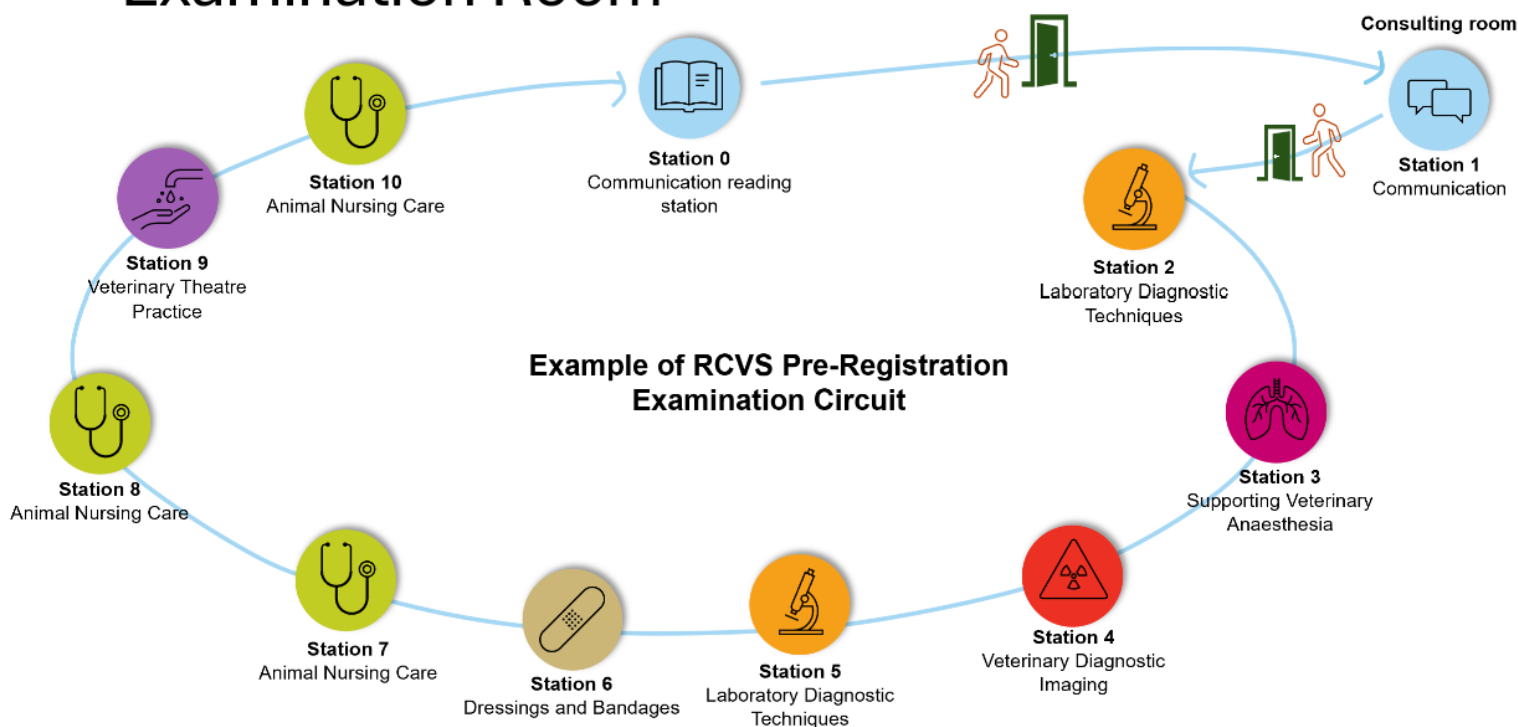 Examination Room
Consulting room
Station 0
Communication reading
station
Station 1
Communication
Station 2
Laboratory Diagnostic
Techniques
Station 3
Supporting Veterinary
Anaesthesia
Station 4
Veterinary Diagnostic
Imaging
Station 5
Laboratory Diagnostic
Techniques
Station 6
Dressings and Bandages
Station 7
Animal Nursing Care
Station 8
Animal Nursing Care
Station 9
Veterinary Theatre
Practice
Station 10
Animal Nursing Care
Example of RCVS Pre-Registration
Examination Circuit